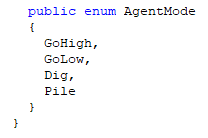 public enum AgentMode
{
GoHigh,
GoLow,
Dig,
Pile
}
}